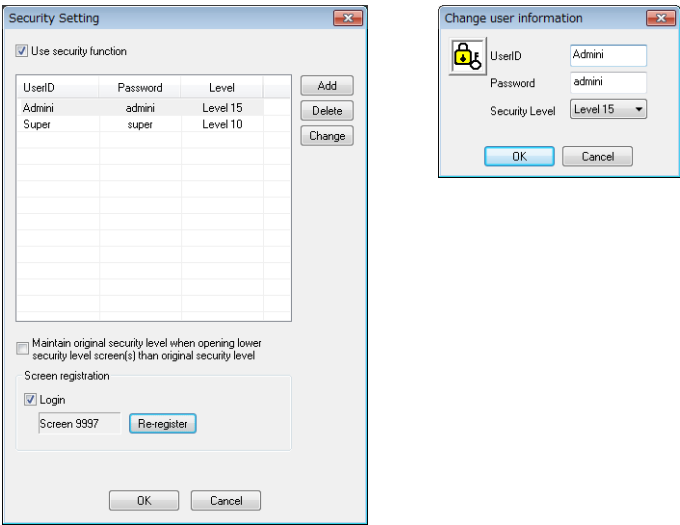 Security Setting
Use security function
UserID Password Level
Admini admini Level 15
Super super Level 10
Add
Delete
Change
Maintain original security level when opening lower
security level screen(s) than original security level
Screen registration
Login
Screen 9997 Re-register
OK Cancel
Change user information
UserID Admini
Password admini
Security Level Level 15
OK Cancel